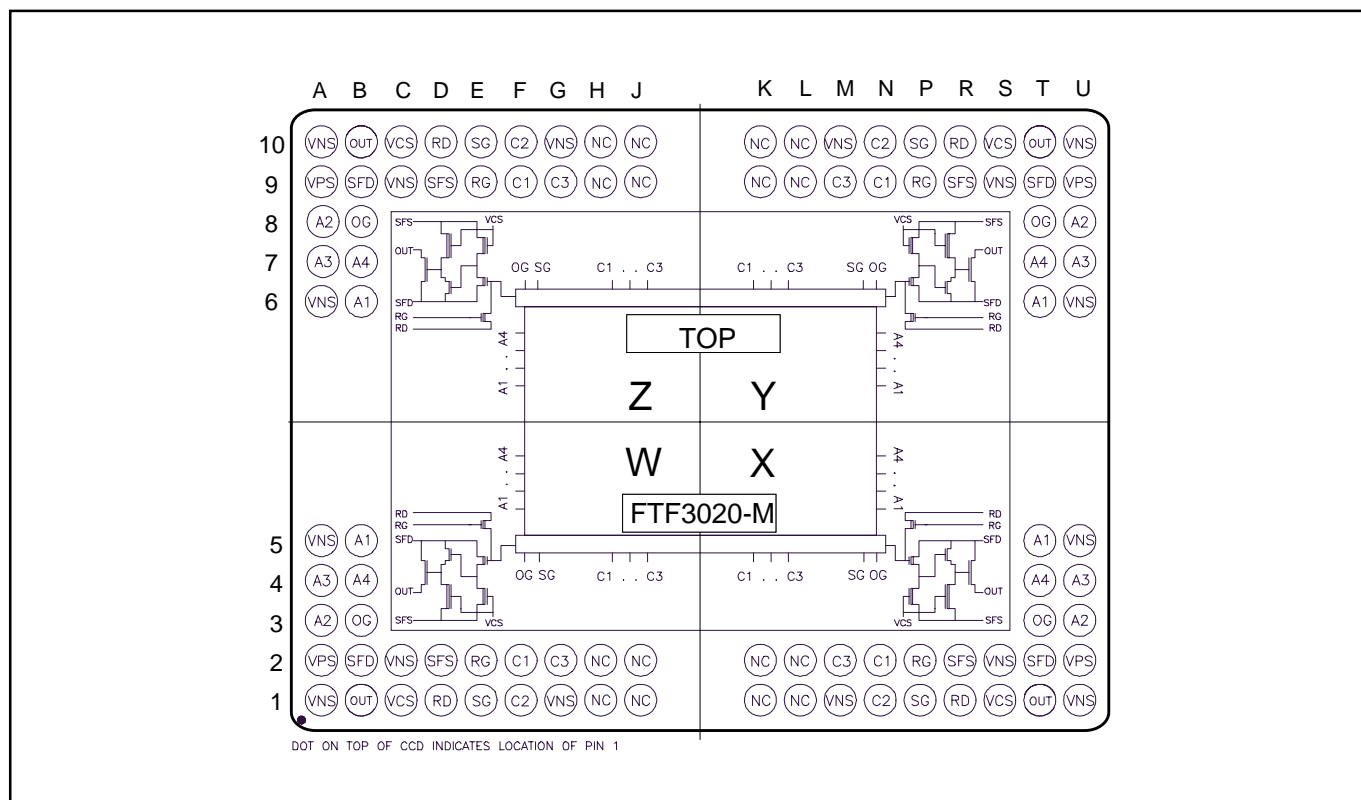 A B C D E F G H J K L M N P R S T U
10 VNS OUT VCS RD SG C2 VNS NC NC NC NC VNS C2 SG RD VCS OUT VNS
9 VPS SFD VNS SFS RG C1 C3 NC NC NC NC C3 C1 RG SFS VNS SFD VPS
8 A2 OG SFS VCS VCS SFS OG A2
7 A3 A4 OUT OUT A4 A3
OG SG C1 . . C3 C1 . . C3 SG OG
6 VNS A1 SFD SFD A1 VNS
RG RG
RD RD
TOP
A4 . . A1 A4 . . A1
Z Y
W X
A4 . . A1 A4 . . A1
FTF3020-M
RD RD
RG RG
5 VNS A1 SFD SFD A1 VNS
OG SG C1 . . C3 C1 . . C3 SG OG
4 A3 A4 OUT OUT A4 A3
3 A2 OG SFS VCS VCS SFS OG A2
2 VPS SFD VNS SFS RG C1 C3 NC NC NC NC C3 C1 RG SFS VNS SFD VPS
1 VNS OUT VCS RD SG C2 VNS NC NC NC NC VNS C2 SG RD VCS OUT VNS
DOT ON TOP OF CCD INDICATES LOCATION OF PIN 1